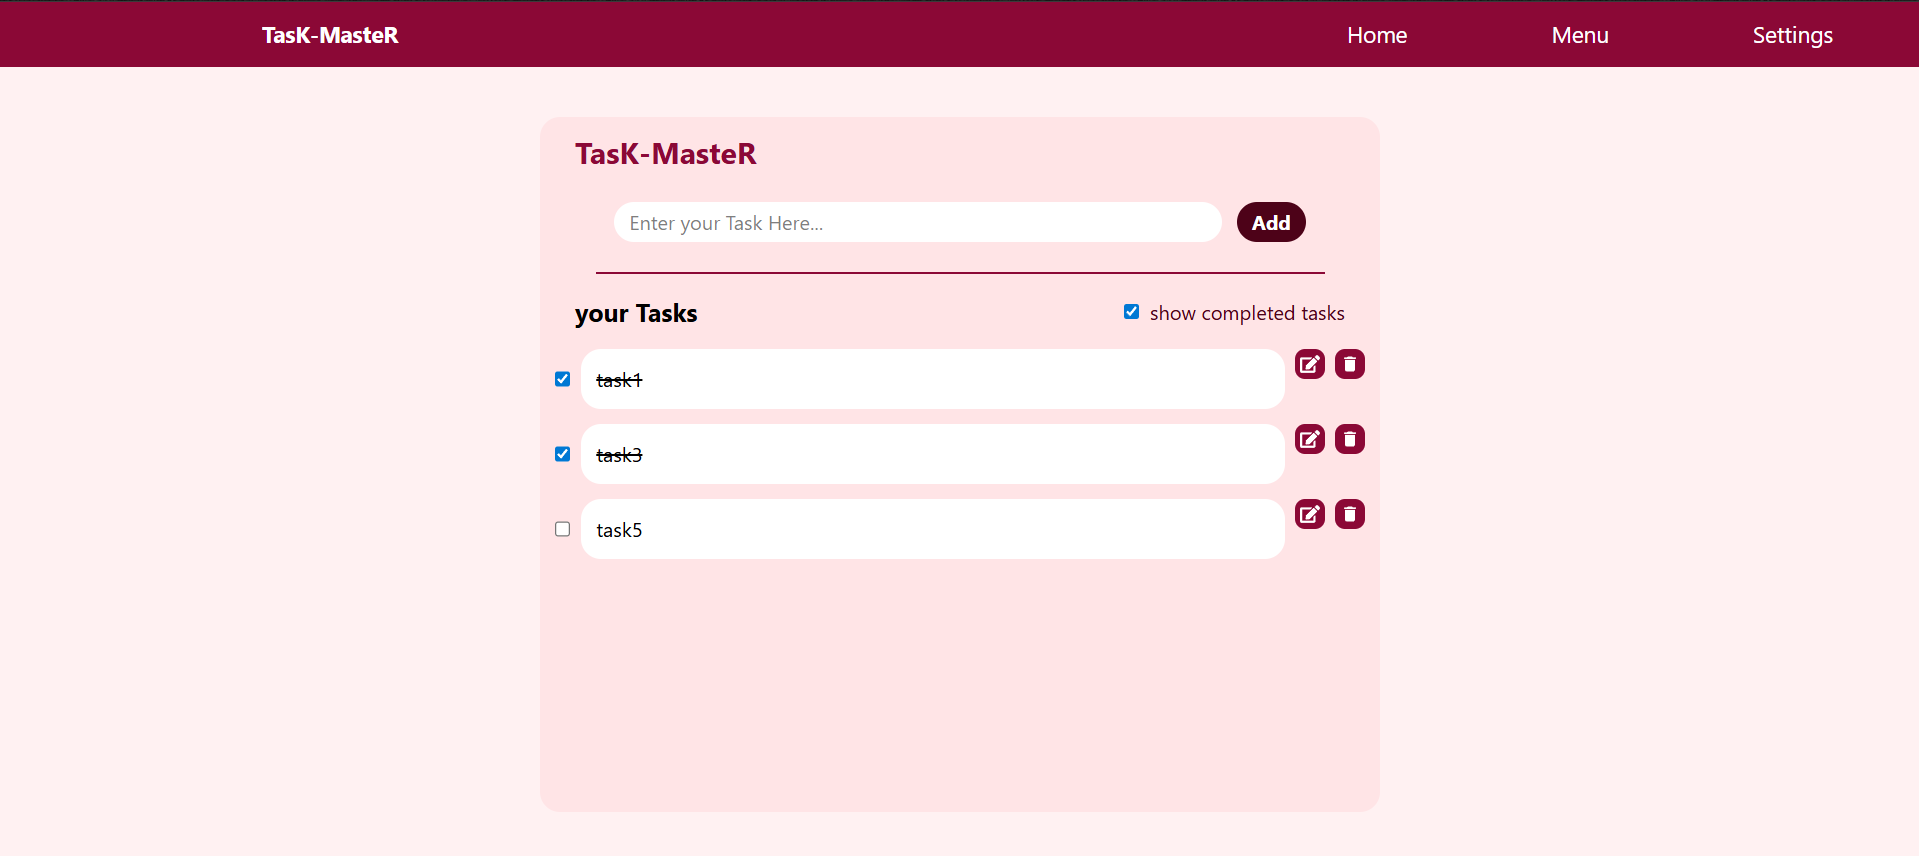 TasK-MasteR Home Menu Settings
TasK-MasteR
Enter your Task Here...
Add
your Tasks
show completed tasks
task1
task3
task5